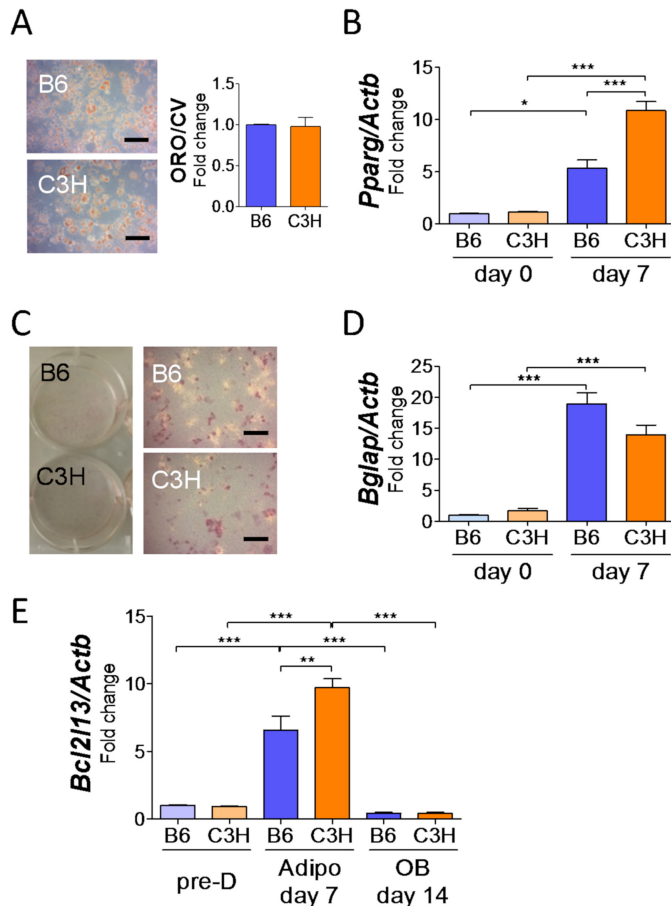 A
B6
C3H
ORO/CV
Fold change
1.5
1.0
0.5
0.0
B6 C3H
B
Pparg/Actb
Fold change
15
10
5
0
*
***
***
B6 C3H B6 C3H
day 0 day 7
C
B6
C3H
B6
C3H
D
Bglap/Actb
Fold change
25
20
15
10
5
0
***
***
B6 C3H B6 C3H
day 0 day 7
E
Bcl2l13/Actb
Fold change
15
10
5
0
*** ***
*** ***
**
B6 C3H B6 C3H B6 C3H
pre-D Adipo OB
day 7 day 14